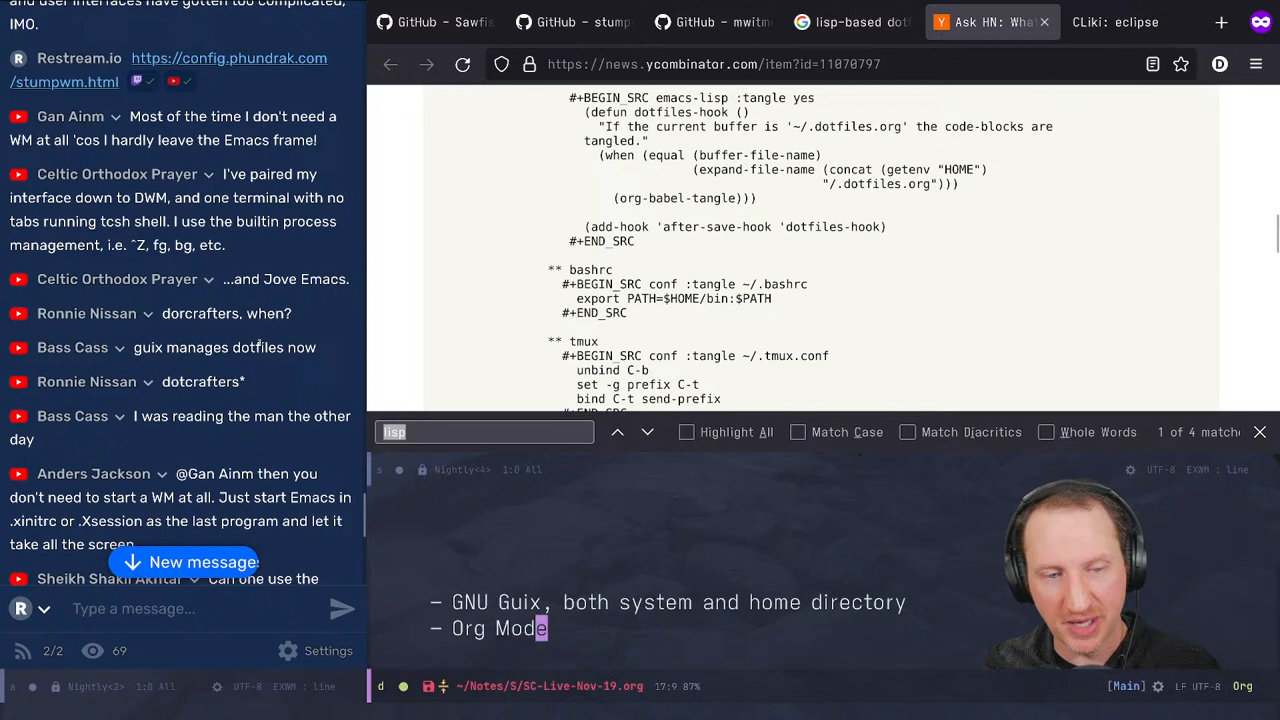 and user interfaces have gotten too complicated,
IMO.
Restream.io https://config.phundrak.com
/stumpwm.html
Gan Ainm Most of the time I don't need a
WM at all 'cos I hardly leave the Emacs frame!
Celtic Orthodox Prayer I've paired my
interface down to DWM, and one terminal with no
tabs running tcsh shell. I use the builtin process
management, i.e. ^Z, fg, bg, etc.
Celtic Orthodox Prayer ...and Jove Emacs.
Ronnie Nissan dorcrafters, when?
Bass Cass guix manages dotfiles now
Ronnie Nissan dotcrafters*
Bass Cass I was reading the man the other
day
Anders Jackson @Gan Ainm then you
don't need to start a WM at all. Just start Emacs in
.xinitrc or .Xsession as the last program and let it
take all the screen
New message
Sheikh Shakil Akhtar Can one use the
R Type a message...
2/2 69 Settings
a Nightly<2> 1:0 All UTF-8 EXWM : line
GitHub - Sawfis GitHub - stump GitHub - mwitm lisp-based dot Ask HN: Wha CLiki: eclipse
https://news.ycombinator.com/item?id=11070797
#+BEGIN_SRC emacs-lisp :tangle yes
(defun dotfiles-hook ()
"If the current buffer is '~/.dotfiles.org' the code-blocks are
tangled."
(when (equal (buffer-file-name)
(expand-file-name (concat (getenv "HOME")
"/.dotfiles.org")))
(org-babel-tangle)))
(add-hook 'after-save-hook 'dotfiles-hook)
#+END_SRC
** bashrc
#+BEGIN_SRC conf :tangle ~/.bashrc
export PATH=$HOME/bin:$PATH
#+END_SRC
** tmux
#+BEGIN_SRC conf :tangle ~/.tmux.conf
unbind C-b
set -g prefix C-t
bind C-t send-prefix
lisp Highlight All Match Case Match Diacritics Whole Words 1 of 4 matche
s Nightly<4> 1:0 All UTF-8 EXWM : line
- GNU Guix, both system and home directory
- Org Mode
d ~/Notes/S/SC-Live-Nov-19.org 17:9 87% [Main] LF UTF-8 Org